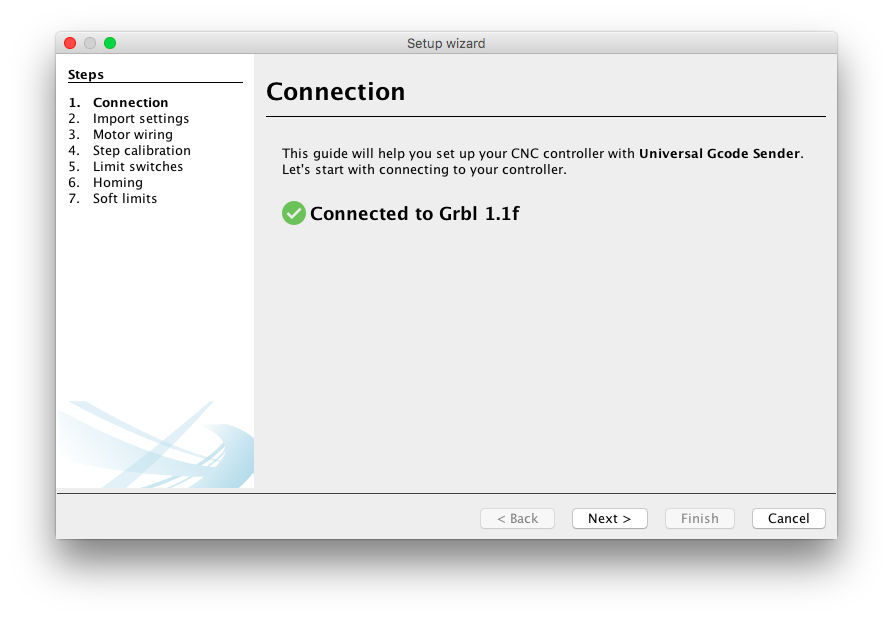 Setup wizard
Steps
1. Connection
2. Import settings
3. Motor wiring
4. Step calibration
5. Limit switches
6. Homing
7. Soft limits
Connection
This guide will help you set up your CNC controller with Universal Gcode Sender.
Let's start with connecting to your controller.
Connected to Grbl 1.1f
< Back Next > Finish Cancel